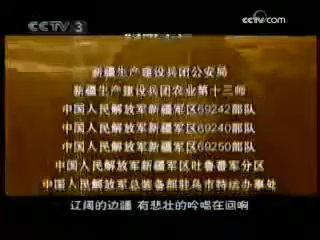 CCTV 3
cctv.com
新疆生产建设兵团公安局
新疆生产建设兵团农业第十三师
中国人民解放军新疆军区69242部队
中国人民解放军新疆军区69240部队
中国人民解放军新疆军区69250部队
中国人民解放军新疆军区吐鲁番军分区
中国人民解放军总装备部驻乌市特运办事处
辽阔的边疆 有悲壮的吟唱在回响